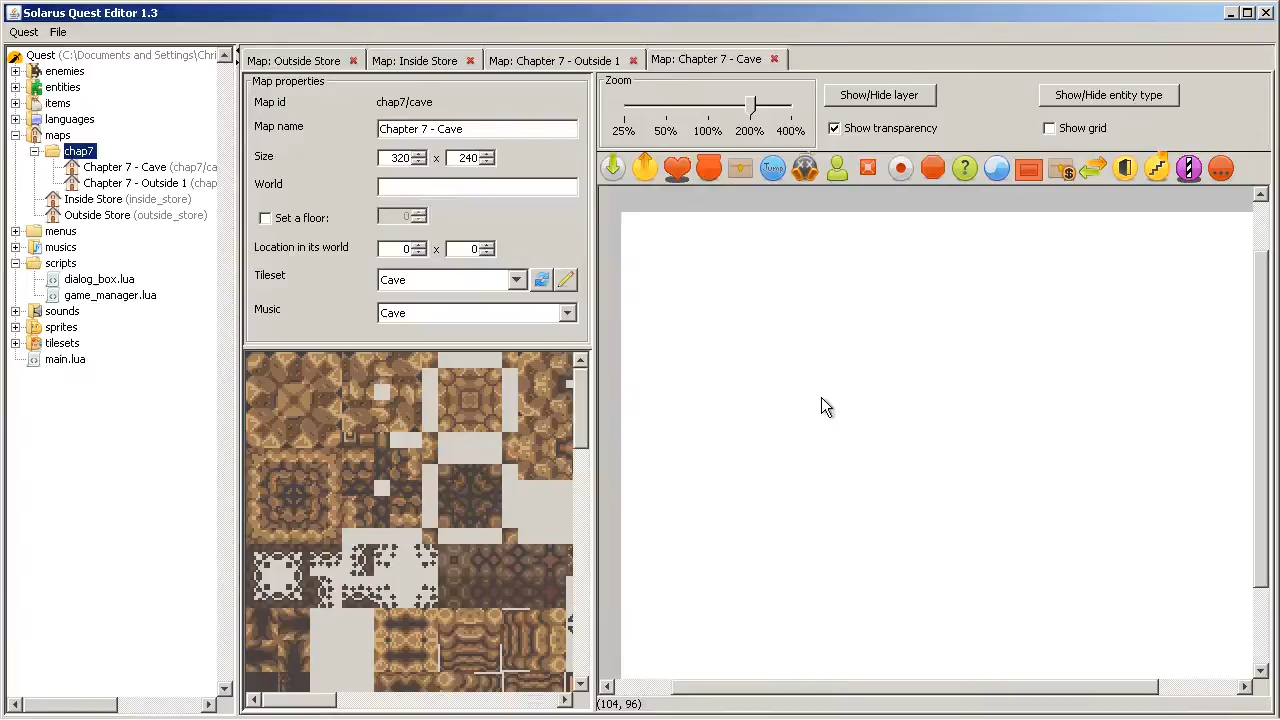 Solarus Quest Editor 1.3
Quest File
Quest (C:\Documents and Settings\Chri
enemies
entities
items
languages
maps
chap7
Chapter 7 - Cave (chap7/ca
Chapter 7 - Outside 1 (chap
Inside Store (inside_store)
Outside Store (outside_store)
menus
musics
scripts
dialog_box.lua
game_manager.lua
sounds
sprites
tilesets
main.lua
Map: Outside Store
Map: Inside Store
Map: Chapter 7 - Outside 1
Map: Chapter 7 - Cave
Map properties
Map id chap7/cave
Map name Chapter 7 - Cave
Size 320 x 240
World
Set a floor: 0
Location in its world 0 x 0
Tileset Cave
Music Cave
Zoom
25% 50% 200% 400%
Show/Hide layer
Show transparency
Show/Hide entity type
Show grid
Jump
?
$
(104, 96)